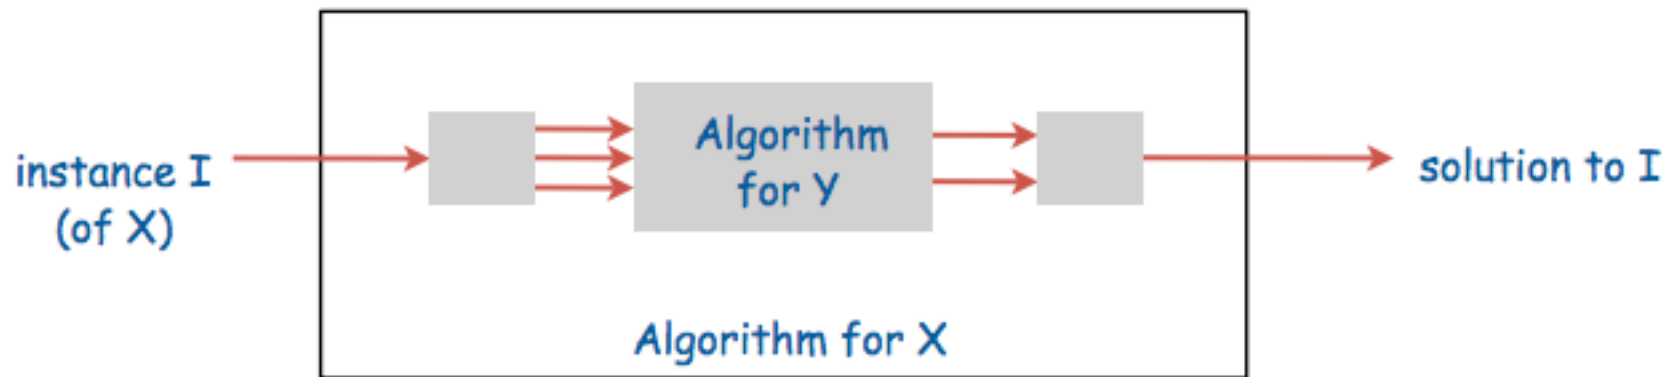 instance I
(of X)
Algorithm
for Y
solution to I
Algorithm for X